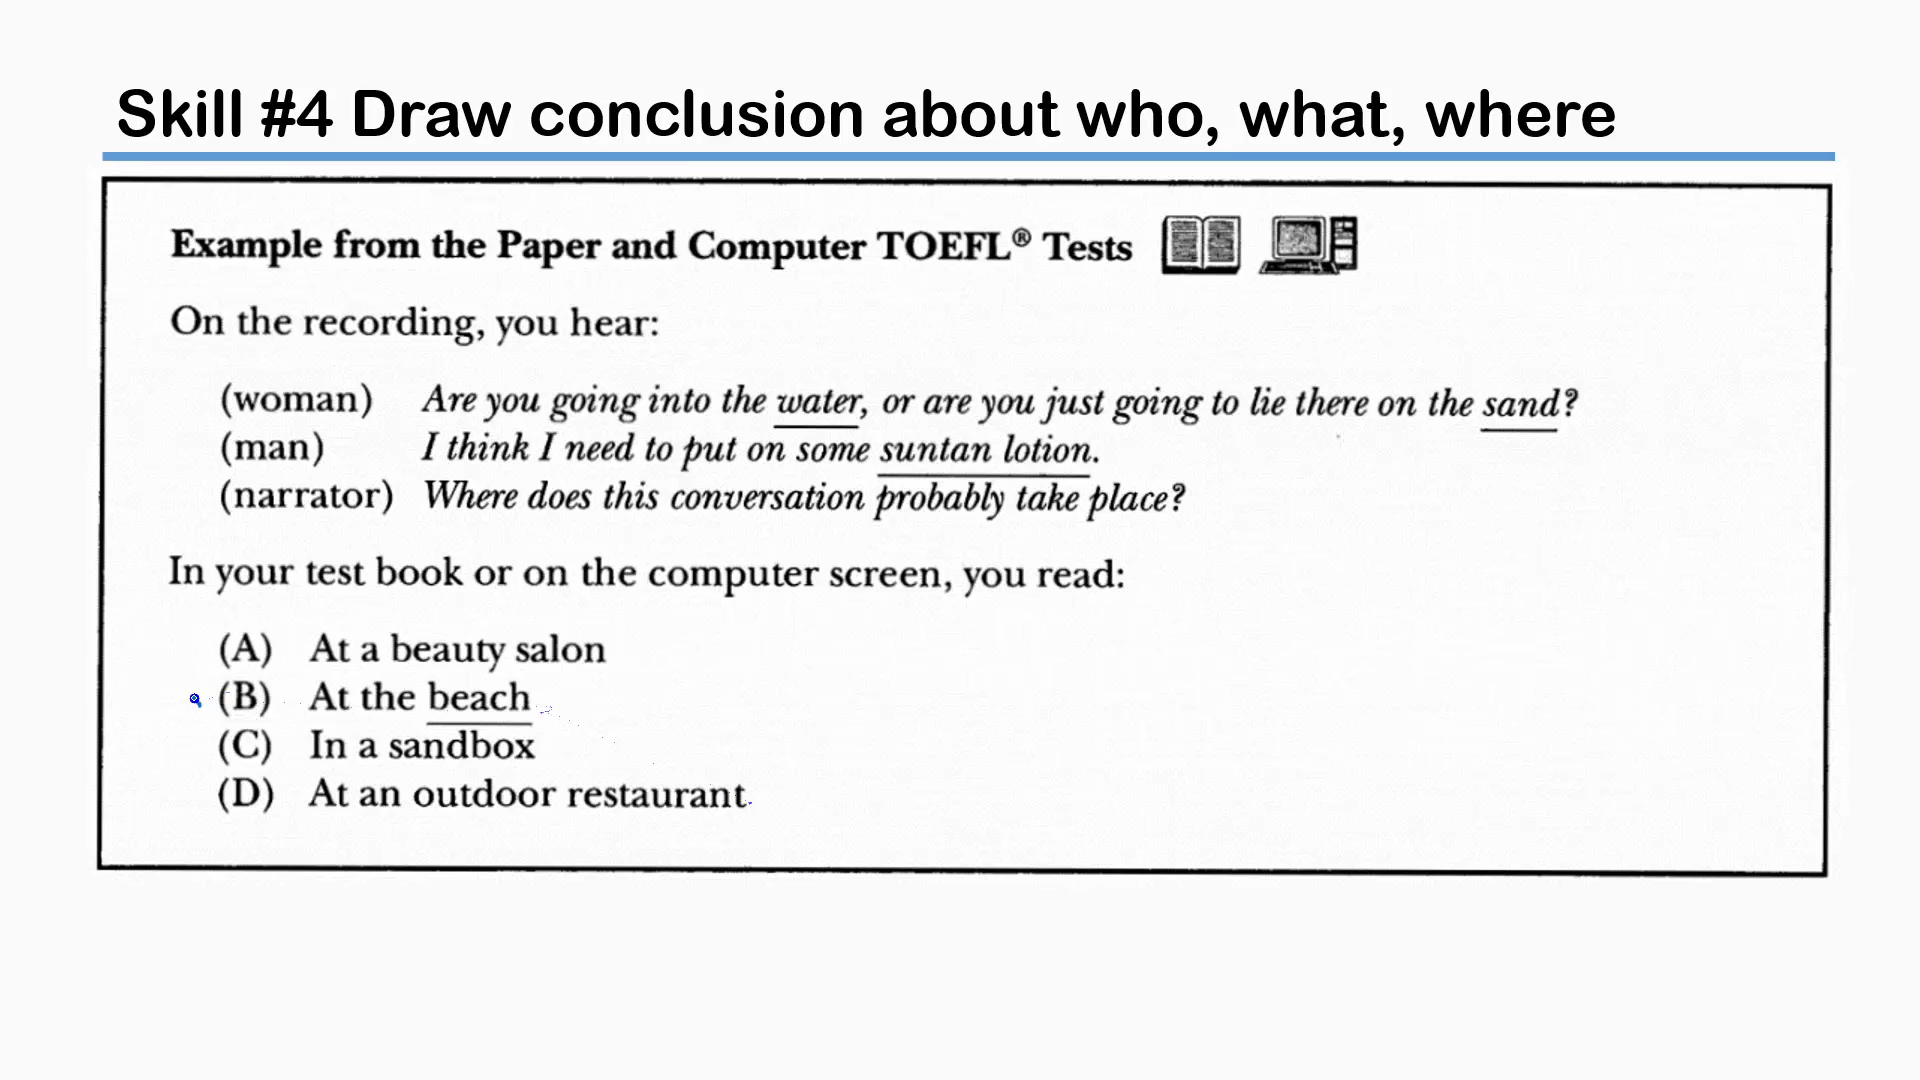 Skill #4 Draw conclusion about who, what, where
Example from the Paper and Computer TOEFL® Tests
On the recording, you hear:
(woman) Are you going into the water, or are you just going to lie there on the sand?
(man) I think I need to put on some suntan lotion.
(narrator) Where does this conversation probably take place?
In your test book or on the computer screen, you read:
(A) At a beauty salon
(B) At the beach
(C) In a sandbox
(D) At an outdoor restaurant